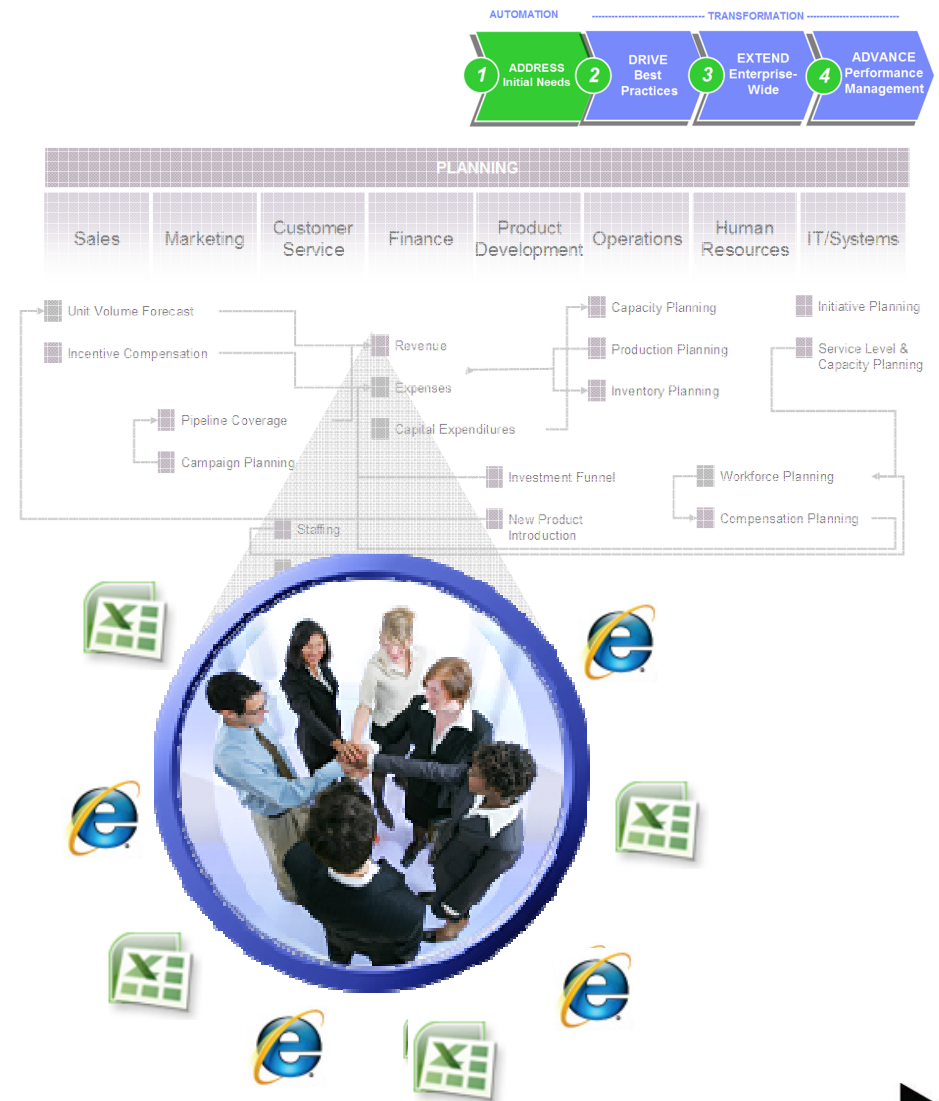 AUTOMATION
TRANSFORMATION
1
ADDRESS
Initial Needs
2
DRIVE
Best
Practices
3
EXTEND
Enterprise-
Wide
4
ADVANCE
Performance
Management
PLANNING
Sales
Marketing
Customer
Service
Finance
Product
Development
Operations
Human
Resources
IT/Systems
Unit Volume Forecast
Incentive Compensation
Pipeline Coverage
Campaign Planning
Staffing
Revenue
Expenses
Capital Expenditures
Investment Funnel
New Product
Introduction
Capacity Planning
Production Planning
Inventory Planning
Workforce Planning
Compensation Planning
Initiative Planning
Service Level &
Capacity Planning